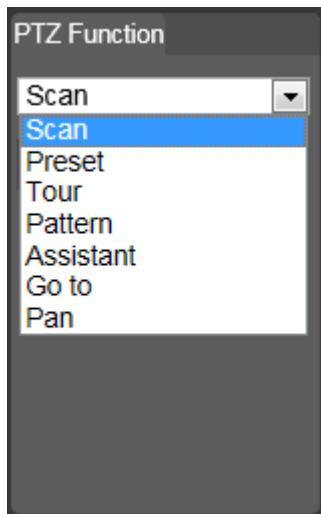 PTZ Function
Scan
Scan
Preset
Tour
Pattern
Assistant
Go to
Pan